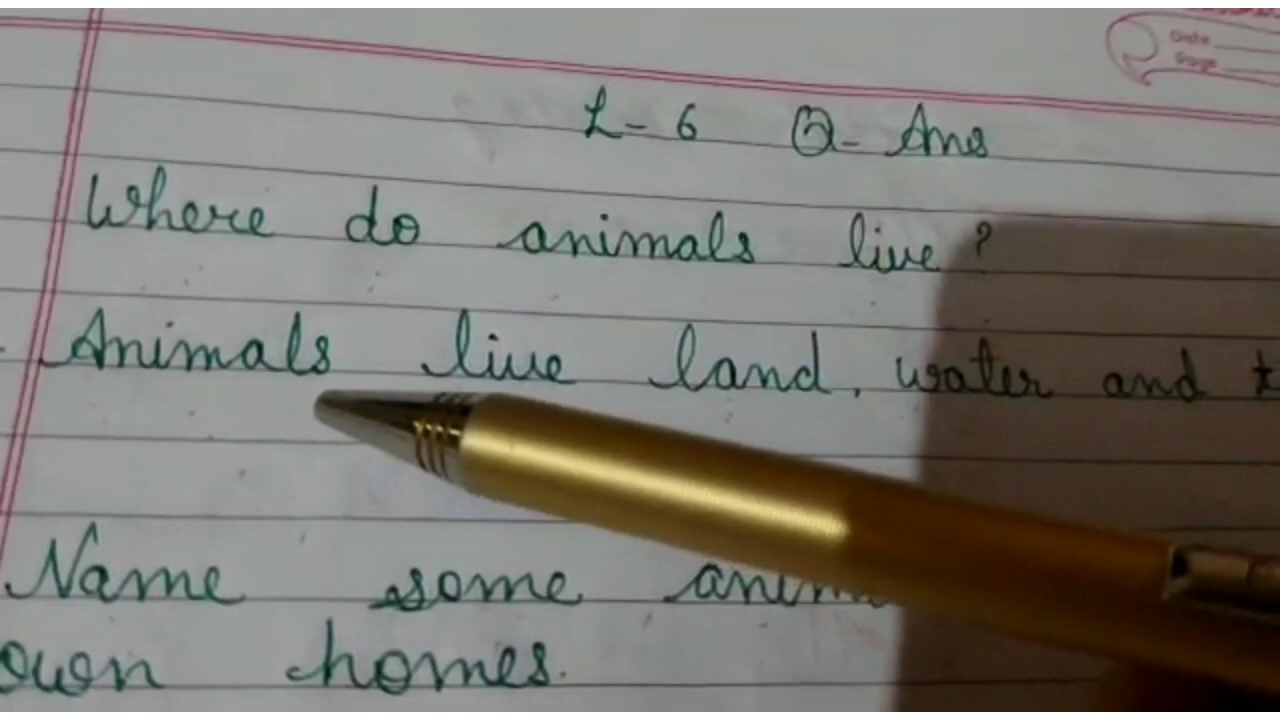 Date
Page
L-6 Q- Ans
Where do animals live?
Animals live land, water and
Name some
own homes.